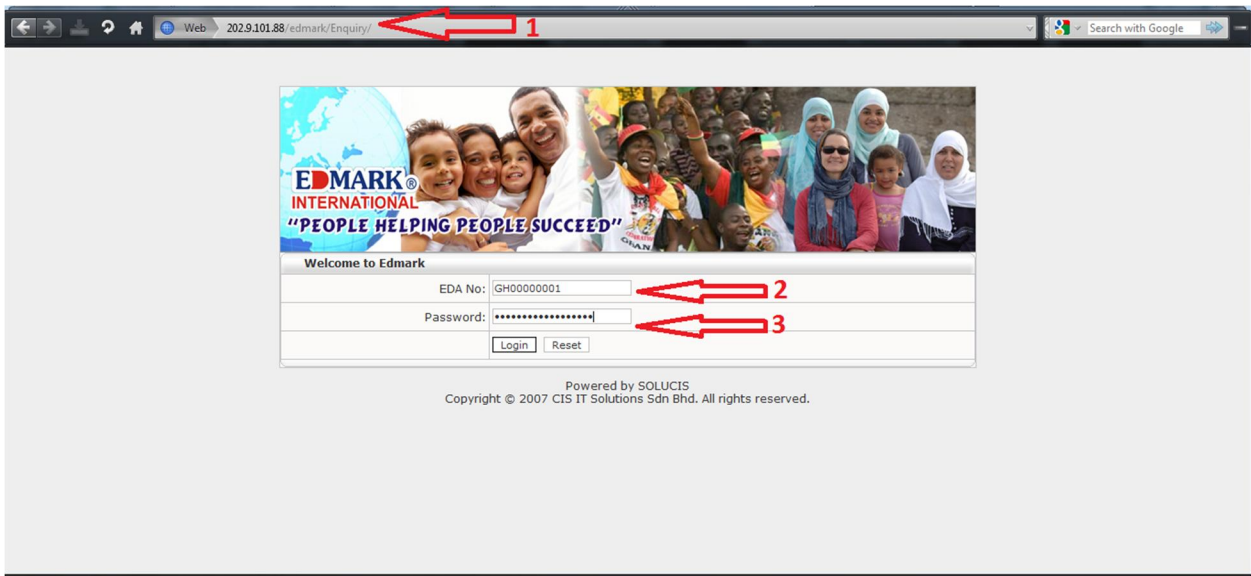 Web 202.9.101.88/edmark/Enquiry/ 1 Search with Google
EDMARK®
INTERNATIONAL
"PEOPLE HELPING PEOPLE SUCCEED"
Welcome to Edmark
EDA No: GH00000001 2
Password: •••••••••••••••••• 3
Login Reset
Powered by SOLUCIS
Copyright © 2007 CIS IT Solutions Sdn Bhd. All rights reserved.